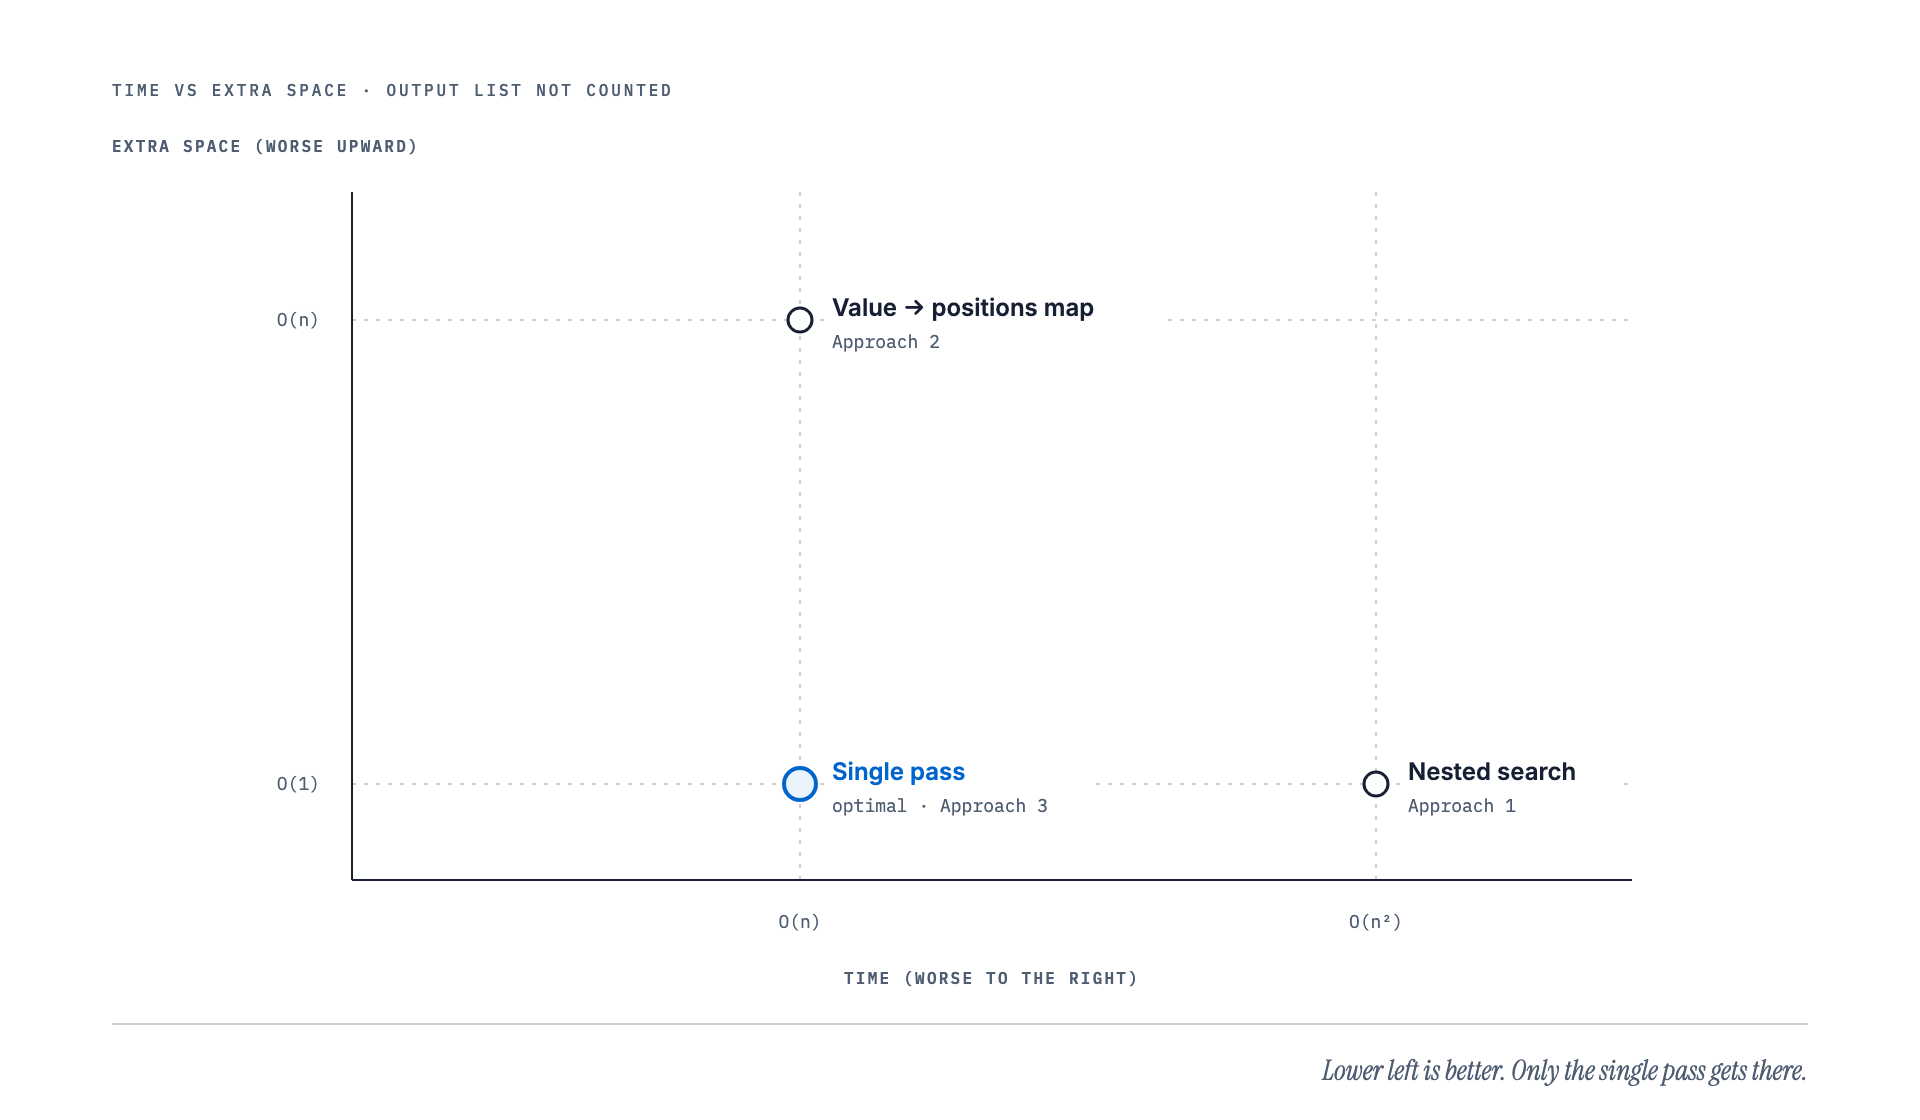 TIME VS EXTRA SPACE · OUTPUT LIST NOT COUNTED
EXTRA SPACE (WORSE UPWARD)
O(n)
Value → positions map
Approach 2
O(1)
Single pass
optimal · Approach 3
Nested search
Approach 1
O(n)
O(n²)
TIME (WORSE TO THE RIGHT)
Lower left is better. Only the single pass gets there.